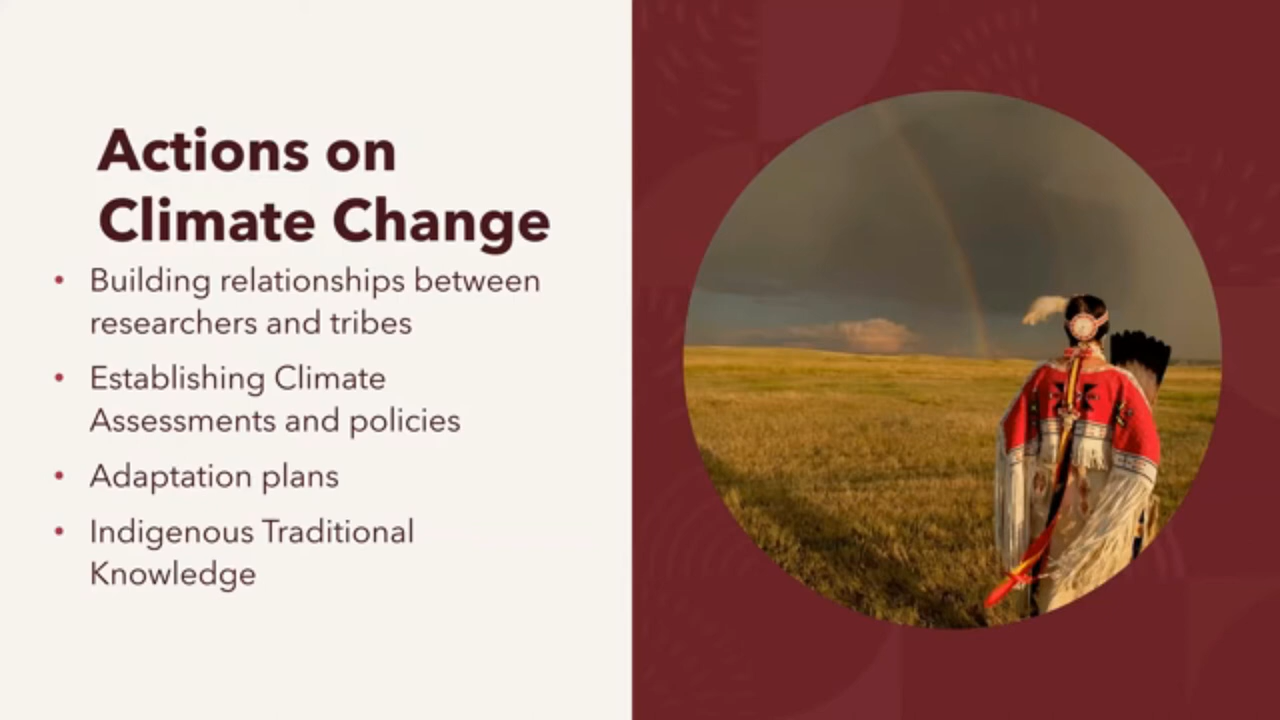 Actions on
Climate Change
• Building relationships between
researchers and tribes
• Establishing Climate
Assessments and policies
• Adaptation plans
• Indigenous Traditional
Knowledge